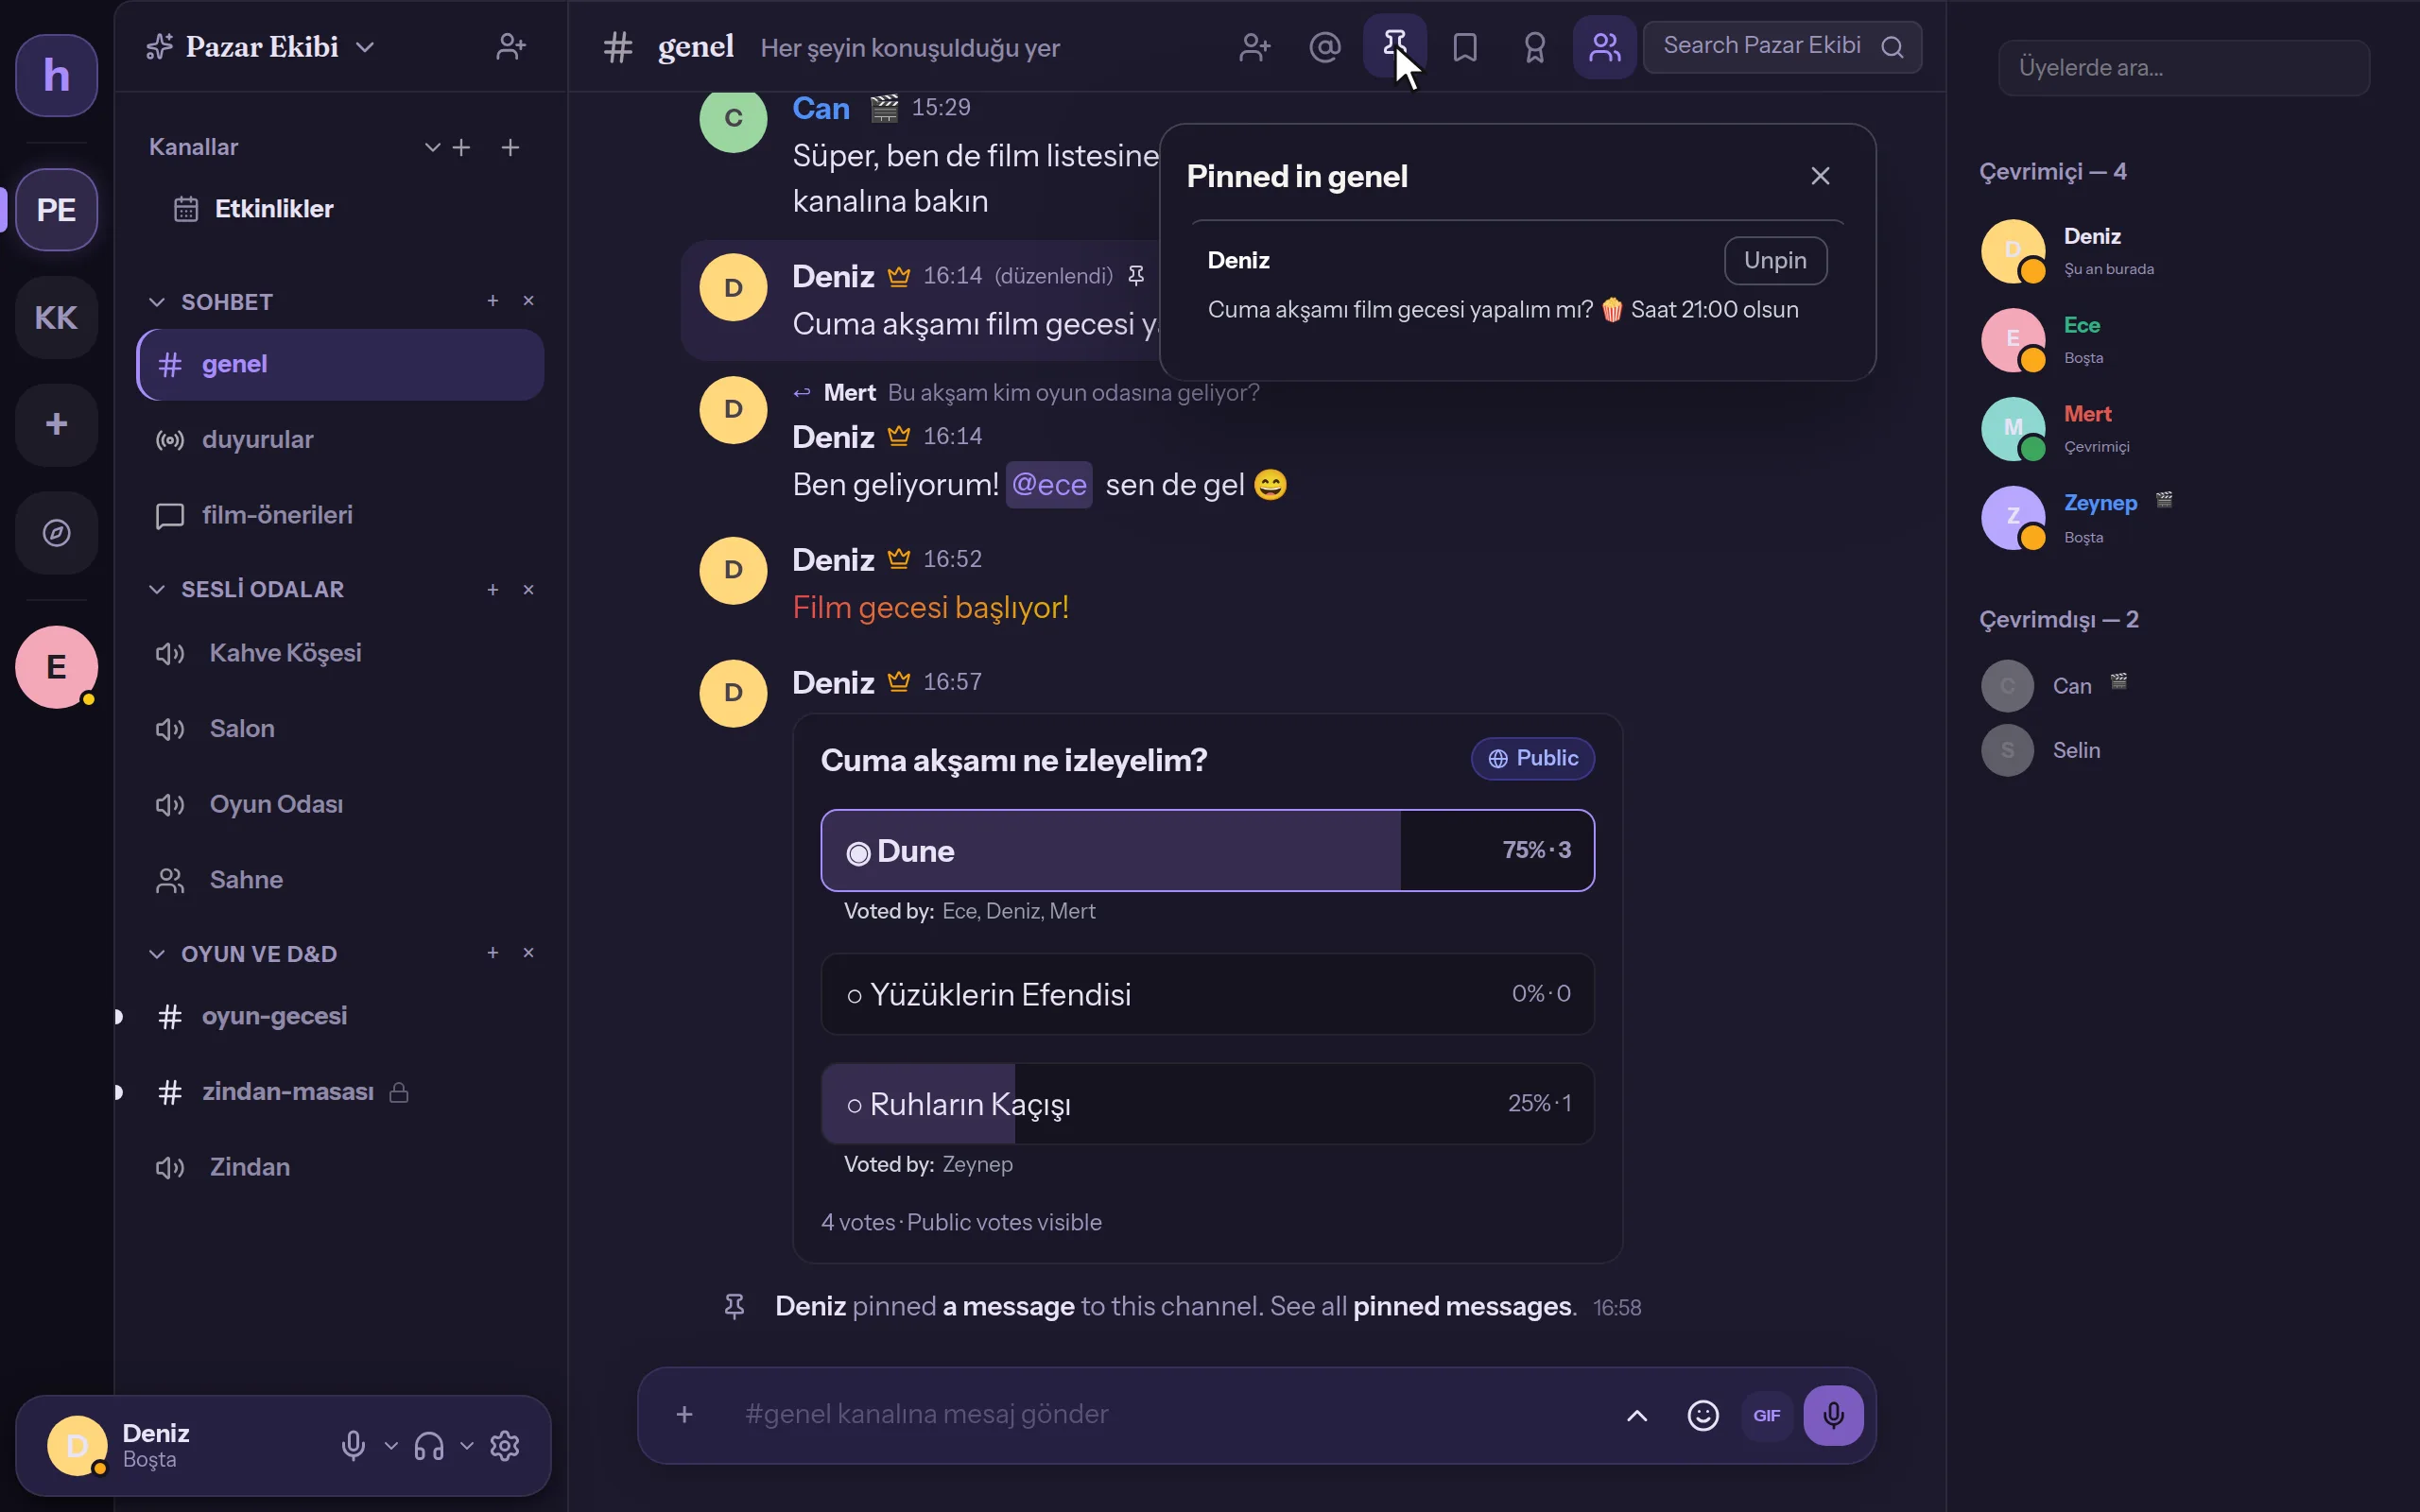 h
PE
KK
E
Pazar Ekibi
Kanallar
Etkinlikler
SOHBET
genel
duyurular
film-önerileri
SESLİ ODALAR
Kahve Köşesi
Salon
Oyun Odası
Sahne
OYUN VE D&D
oyun-gecesi
zindan-masası
Zindan
D
Deniz
Boşta
genel Her şeyin konuşulduğu yer
Search Pazar Ekibi
C
Can 🎬 15:29
Süper, ben de film listesine
kanalına bakın
D
Deniz 16:14 (düzenlendi)
Cuma akşamı film gecesi ya
Pinned in genel
Deniz
Unpin
Cuma akşamı film gecesi yapalım mı? 🍿 Saat 21:00 olsun
D
Mert Bu akşam kim oyun odasına geliyor?
Deniz 16:14
Ben geliyorum! @ece sen de gel 😄
D
Deniz 16:52
Film gecesi başlıyor!
D
Deniz 16:57
Cuma akşamı ne izleyelim?
Public
Dune 75% · 3
Voted by: Ece, Deniz, Mert
Yüzüklerin Efendisi 0% · 0
Ruhların Kaçışı 25% · 1
Voted by: Zeynep
4 votes · Public votes visible
Deniz pinned a message to this channel. See all pinned messages. 16:58
#genel kanalına mesaj gönder
GIF
Üyelerde ara...
Çevrimiçi — 4
D
Deniz
Şu an burada
E
Ece
Boşta
M
Mert
Çevrimiçi
Z
Zeynep 🎬
Boşta
Çevrimdışı — 2
C
Can 🎬
S
Selin